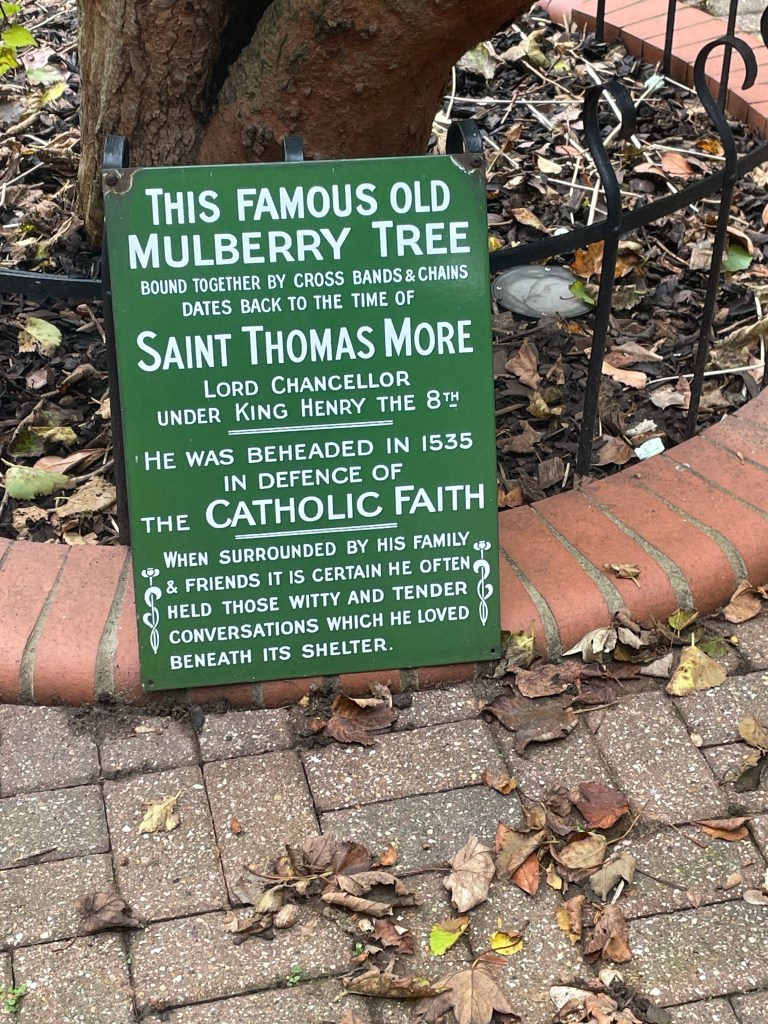 THIS FAMOUS OLD
MULBERRY TREE
BOUND TOGETHER BY CROSS BANDS & CHAINS
DATES BACK TO THE TIME OF
SAINT THOMAS MORE
LORD CHANCELLOR
UNDER KING HENRY THE 8TH
HE WAS BEHEADED IN 1535
IN DEFENCE OF
THE CATHOLIC FAITH
WHEN SURROUNDED BY HIS FAMILY
& FRIENDS IT IS CERTAIN HE OFTEN
HELD THOSE WITTY AND TENDER
CONVERSATIONS WHICH HE LOVED
BENEATH ITS SHELTER.